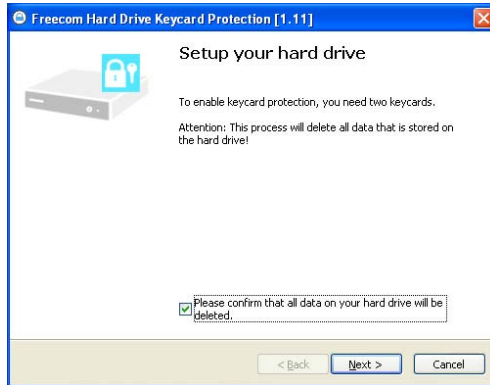 Freecom Hard Drive Keycard Protection [1.11]
Setup your hard drive
To enable keycard protection, you need two keycards.
Attention: This process will delete all data that is stored on
the hard drive!
Please confirm that all data on your hard drive will be
deleted.
< Back Next > Cancel